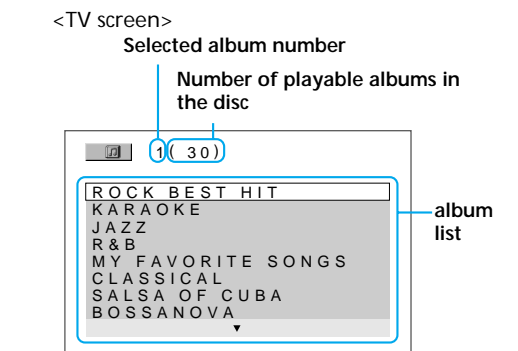 <TV screen>
Selected album number
Number of playable albums in
the disc
1( 30)
ROCK BEST HIT
KARAOKE
JAZZ
R&B
MY FAVORITE SONGS
CLASSICAL
SALSA OF CUBA
BOSSANOVA
album
list